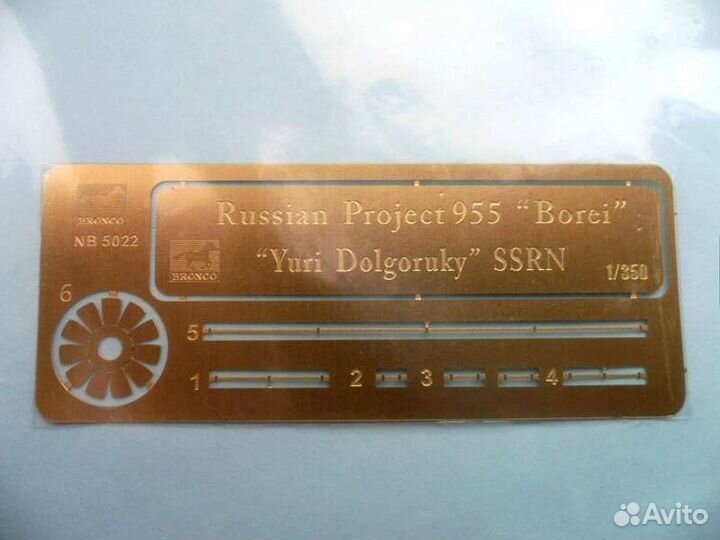 BRONCO
NB 5022
Russian Project 955 “Borei”
“Yuri Dolgoruky” SSRN
BRONCO
1/350
6
5
1 2 3 4
Avito